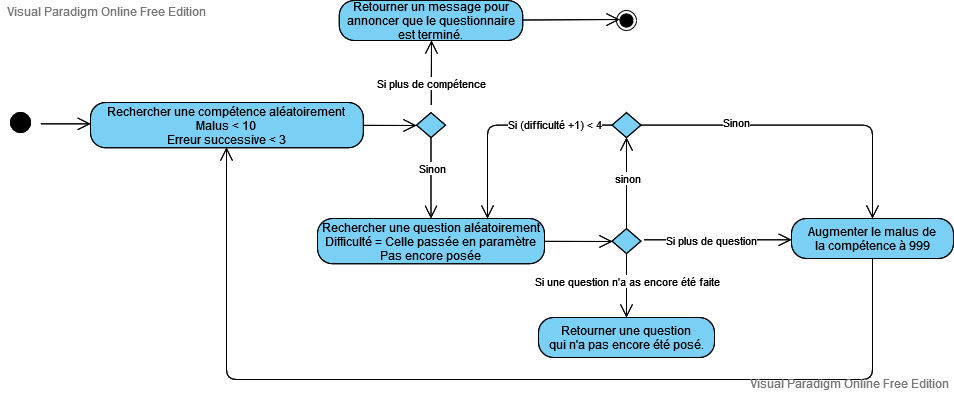 Visual Paradigm Online Free Edition
Retourner un message pour
annoncer que le questionnaire
est terminé.
Si plus de compétence
Rechercher une compétence aléatoirement
Malus < 10
Erreur successive < 3
Si (difficulté +1) < 4
Sinon
Sinon
sinon
Rechercher une question aléatoirement
Difficulté = Celle passée en paramètre
Pas encore posée
Si plus de question
Augmenter le malus de
la compétence à 999
Si une question n'a as encore été faite
Retourner une question
qui n'a pas encore été posé.
Visual Paradigm Online Free Edition